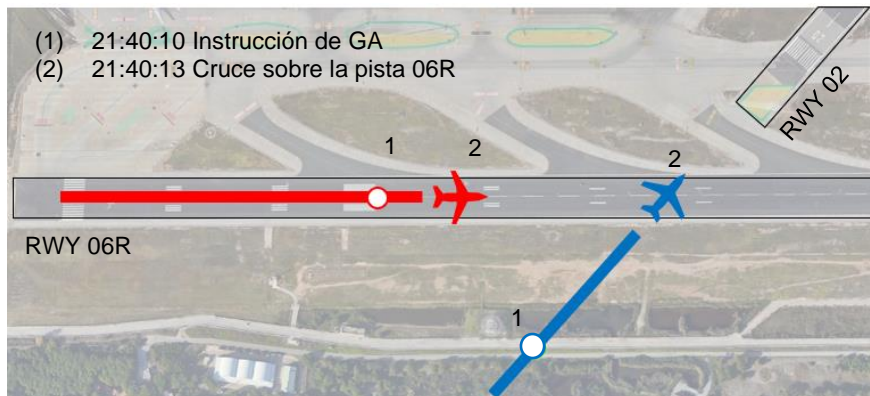 (1) 21:40:10 Instrucción de GA
(2) 21:40:13 Cruce sobre la pista 06R
RWY 02
1 2 2
RWY 06R
1